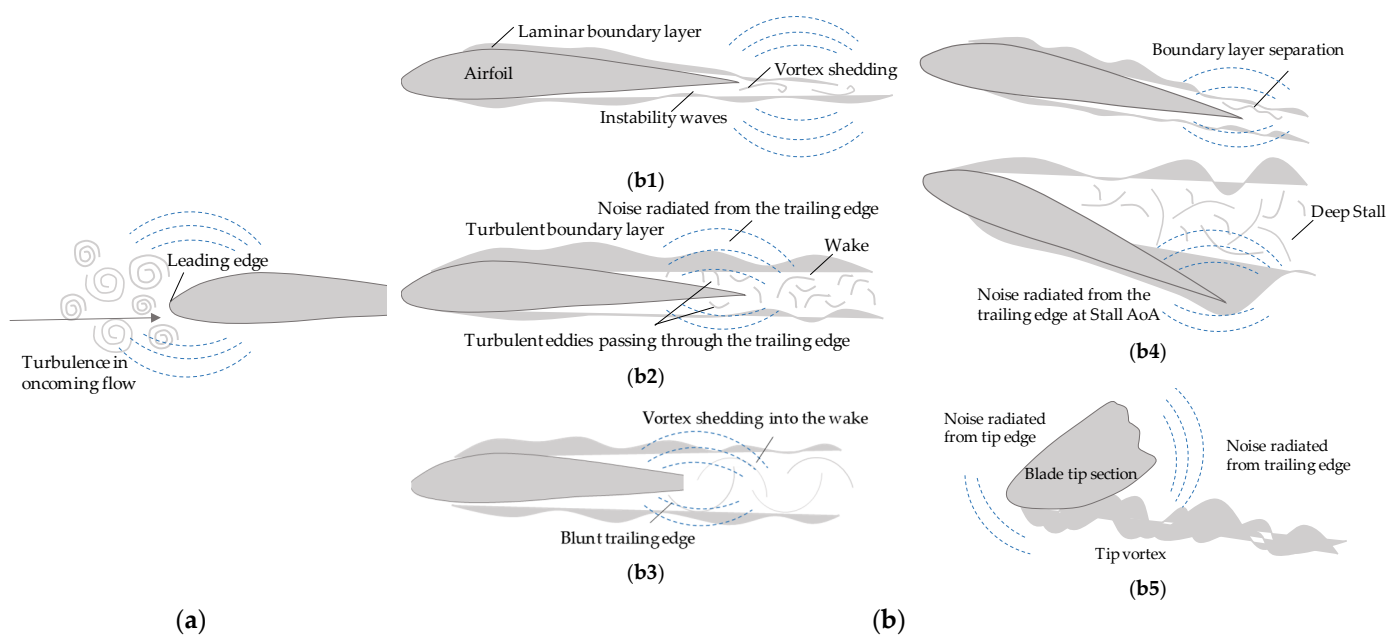 Leading edge
Turbulence in
oncoming flow
(a)
Laminar boundary layer
Airfoil
Vortex shedding
Instability waves
(b1)
Noise radiated from the trailing edge
Turbulent boundary layer
Wake
Turbulent eddies passing through the trailing edge
(b2)
Vortex shedding into the wake
Blunt trailing edge
(b3)
Boundary layer separation
Deep Stall
Noise radiated from the
trailing edge at Stall AoA
(b4)
Noise radiated
from tip edge
Blade tip section
Noise radiated
from trailing edge
Tip vortex
(b5)
(b)